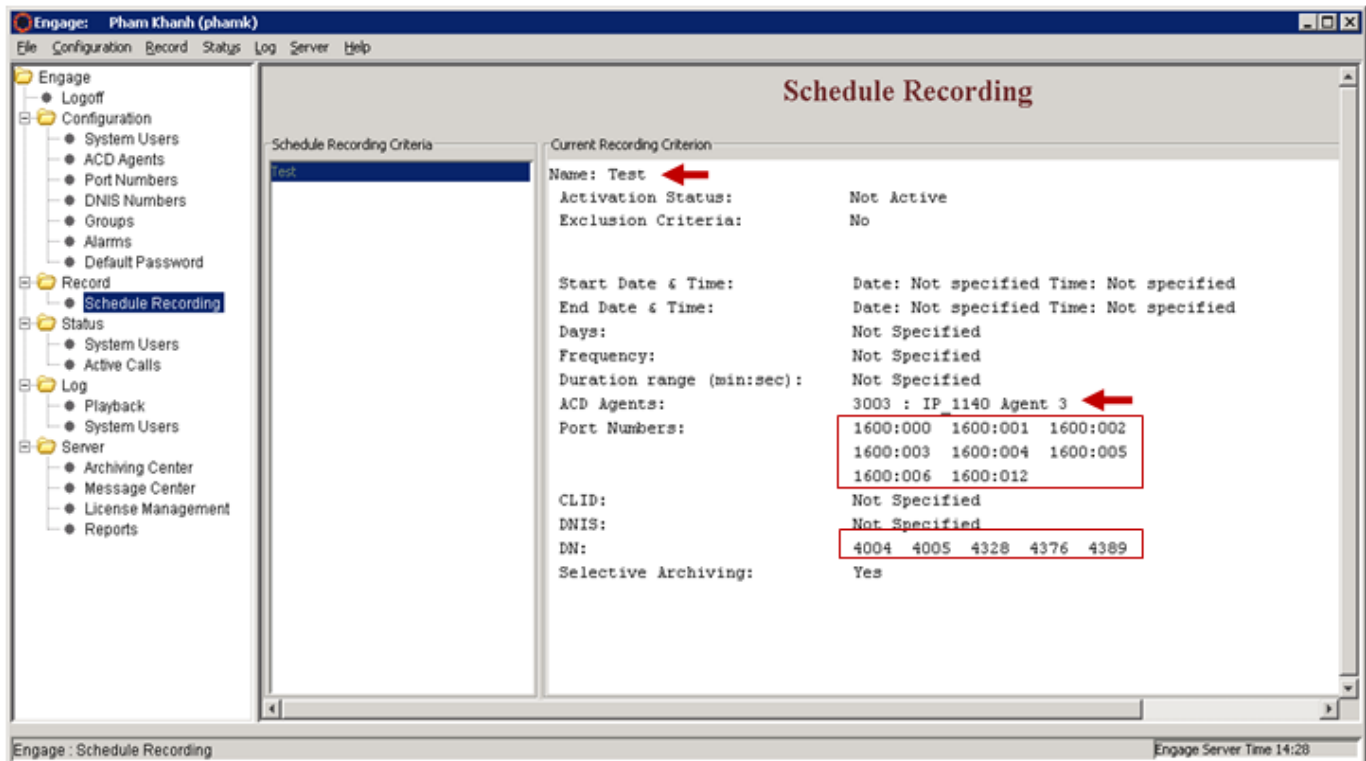 Engage: Pham Khanh (phamk)
File Configuration Record Status Log Server Help
Engage
Logoff
Configuration
System Users
ACD Agents
Port Numbers
DNIS Numbers
Groups
Alarms
Default Password
Record
Schedule Recording
Status
System Users
Active Calls
Log
Playback
System Users
Server
Archiving Center
Message Center
License Management
Reports
Schedule Recording
Schedule Recording Criteria
Test
Current Recording Criterion
Name: Test
Activation Status: Not Active
Exclusion Criteria: No
Start Date & Time: Date: Not specified Time: Not specified
End Date & Time: Date: Not specified Time: Not specified
Days: Not Specified
Frequency: Not Specified
Duration range (min:sec): Not Specified
ACD Agents: 3003 : IP_1140 Agent 3
Port Numbers: 1600:000 1600:001 1600:002
1600:003 1600:004 1600:005
1600:006 1600:012
CLID: Not Specified
DNIS: Not Specified
DN: 4004 4005 4328 4376 4389
Selective Archiving: Yes
Engage : Schedule Recording
Engage Server Time 14:28